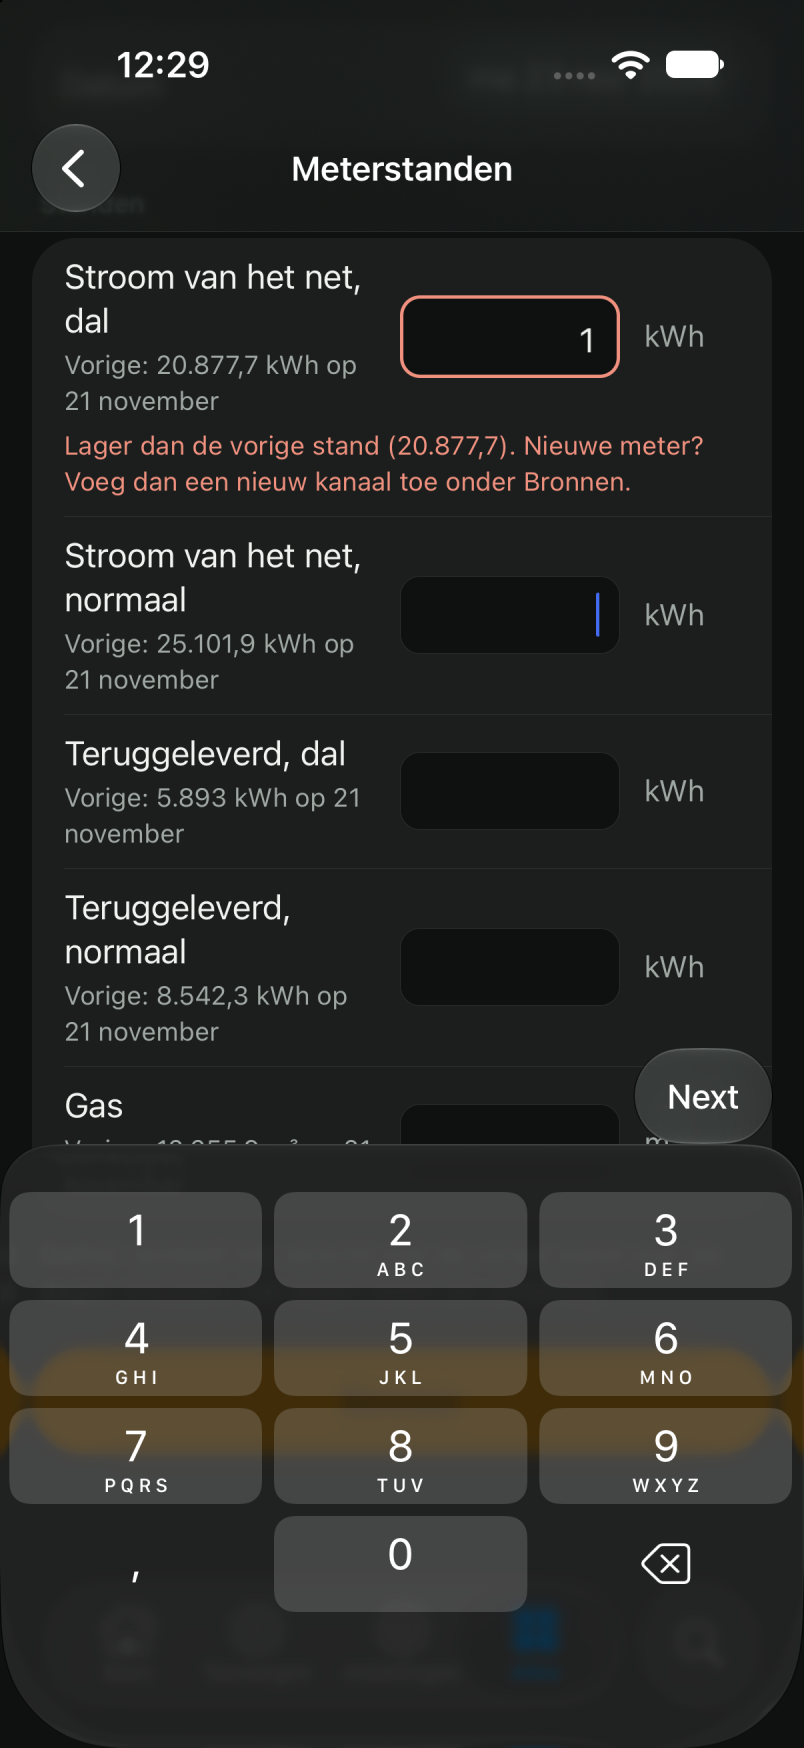 12:29
Meterstanden
Stroom van het net,
dal
Vorige: 20.877,7 kWh op
21 november
1
kWh
Lager dan de vorige stand (20.877,7). Nieuwe meter?
Voeg dan een nieuw kanaal toe onder Bronnen.
Stroom van het net,
normaal
Vorige: 25.101,9 kWh op
21 november
kWh
Teruggeleverd, dal
Vorige: 5.893 kWh op 21
november
kWh
Teruggeleverd,
normaal
Vorige: 8.542,3 kWh op
21 november
kWh
Gas
Next
1
2
ABC
3
DEF
4
GHI
5
JKL
6
MNO
7
PQRS
8
TUV
9
WXYZ
,
0